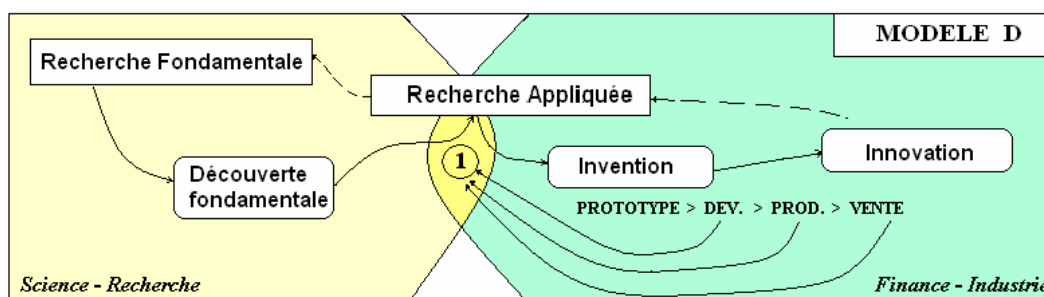 MODELE D
Recherche Fondamentale
Recherche Appliquée
Découverte
fondamentale
1
Invention
Innovation
PROTOTYPE > DEV. > PROD. > VENTE
Science - Recherche
Finance - Industrie